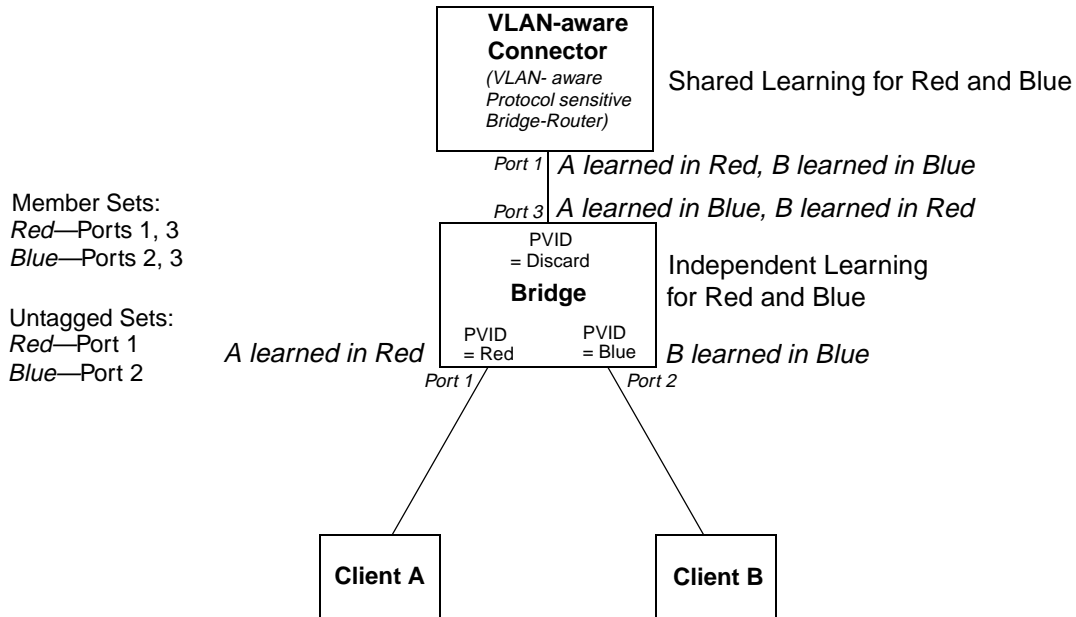 VLAN-aware
Connector
(VLAN- aware
Protocol sensitive
Bridge-Router)
Shared Learning for Red and Blue
Port 1
A learned in Red, B learned in Blue
Port 3
A learned in Blue, B learned in Red
Member Sets:
Red—Ports 1, 3
Blue—Ports 2, 3
Untagged Sets:
Red—Port 1
Blue—Port 2
PVID
= Discard
Bridge
Independent Learning
for Red and Blue
PVID
= Red
PVID
= Blue
A learned in Red
B learned in Blue
Port 1
Port 2
Client A
Client B